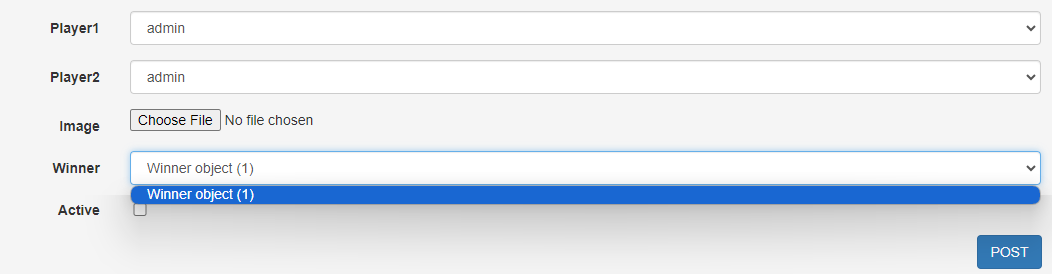 Player1 admin
Player2 admin
Image Choose File No file chosen
Winner Winner object (1)
Winner object (1)
Active
POST